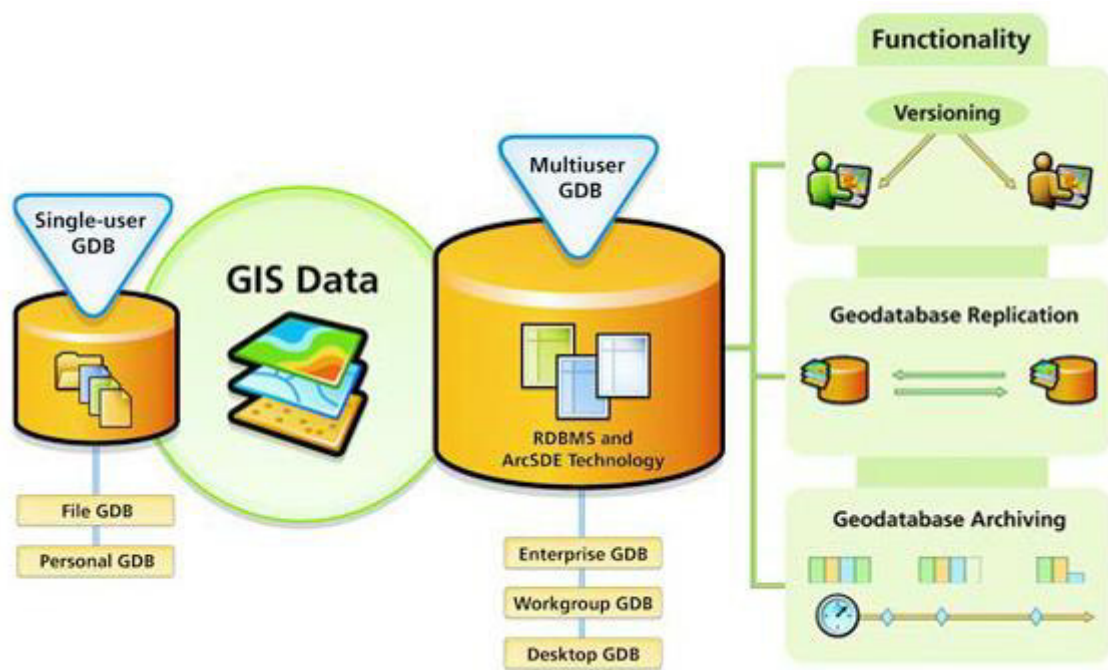 Single-user
GDB
File GDB
Personal GDB
GIS Data
Multiuser
GDB
RDBMS and
ArcSDE Technology
Enterprise GDB
Workgroup GDB
Desktop GDB
Functionality
Versioning
Geodatabase Replication
Geodatabase Archiving